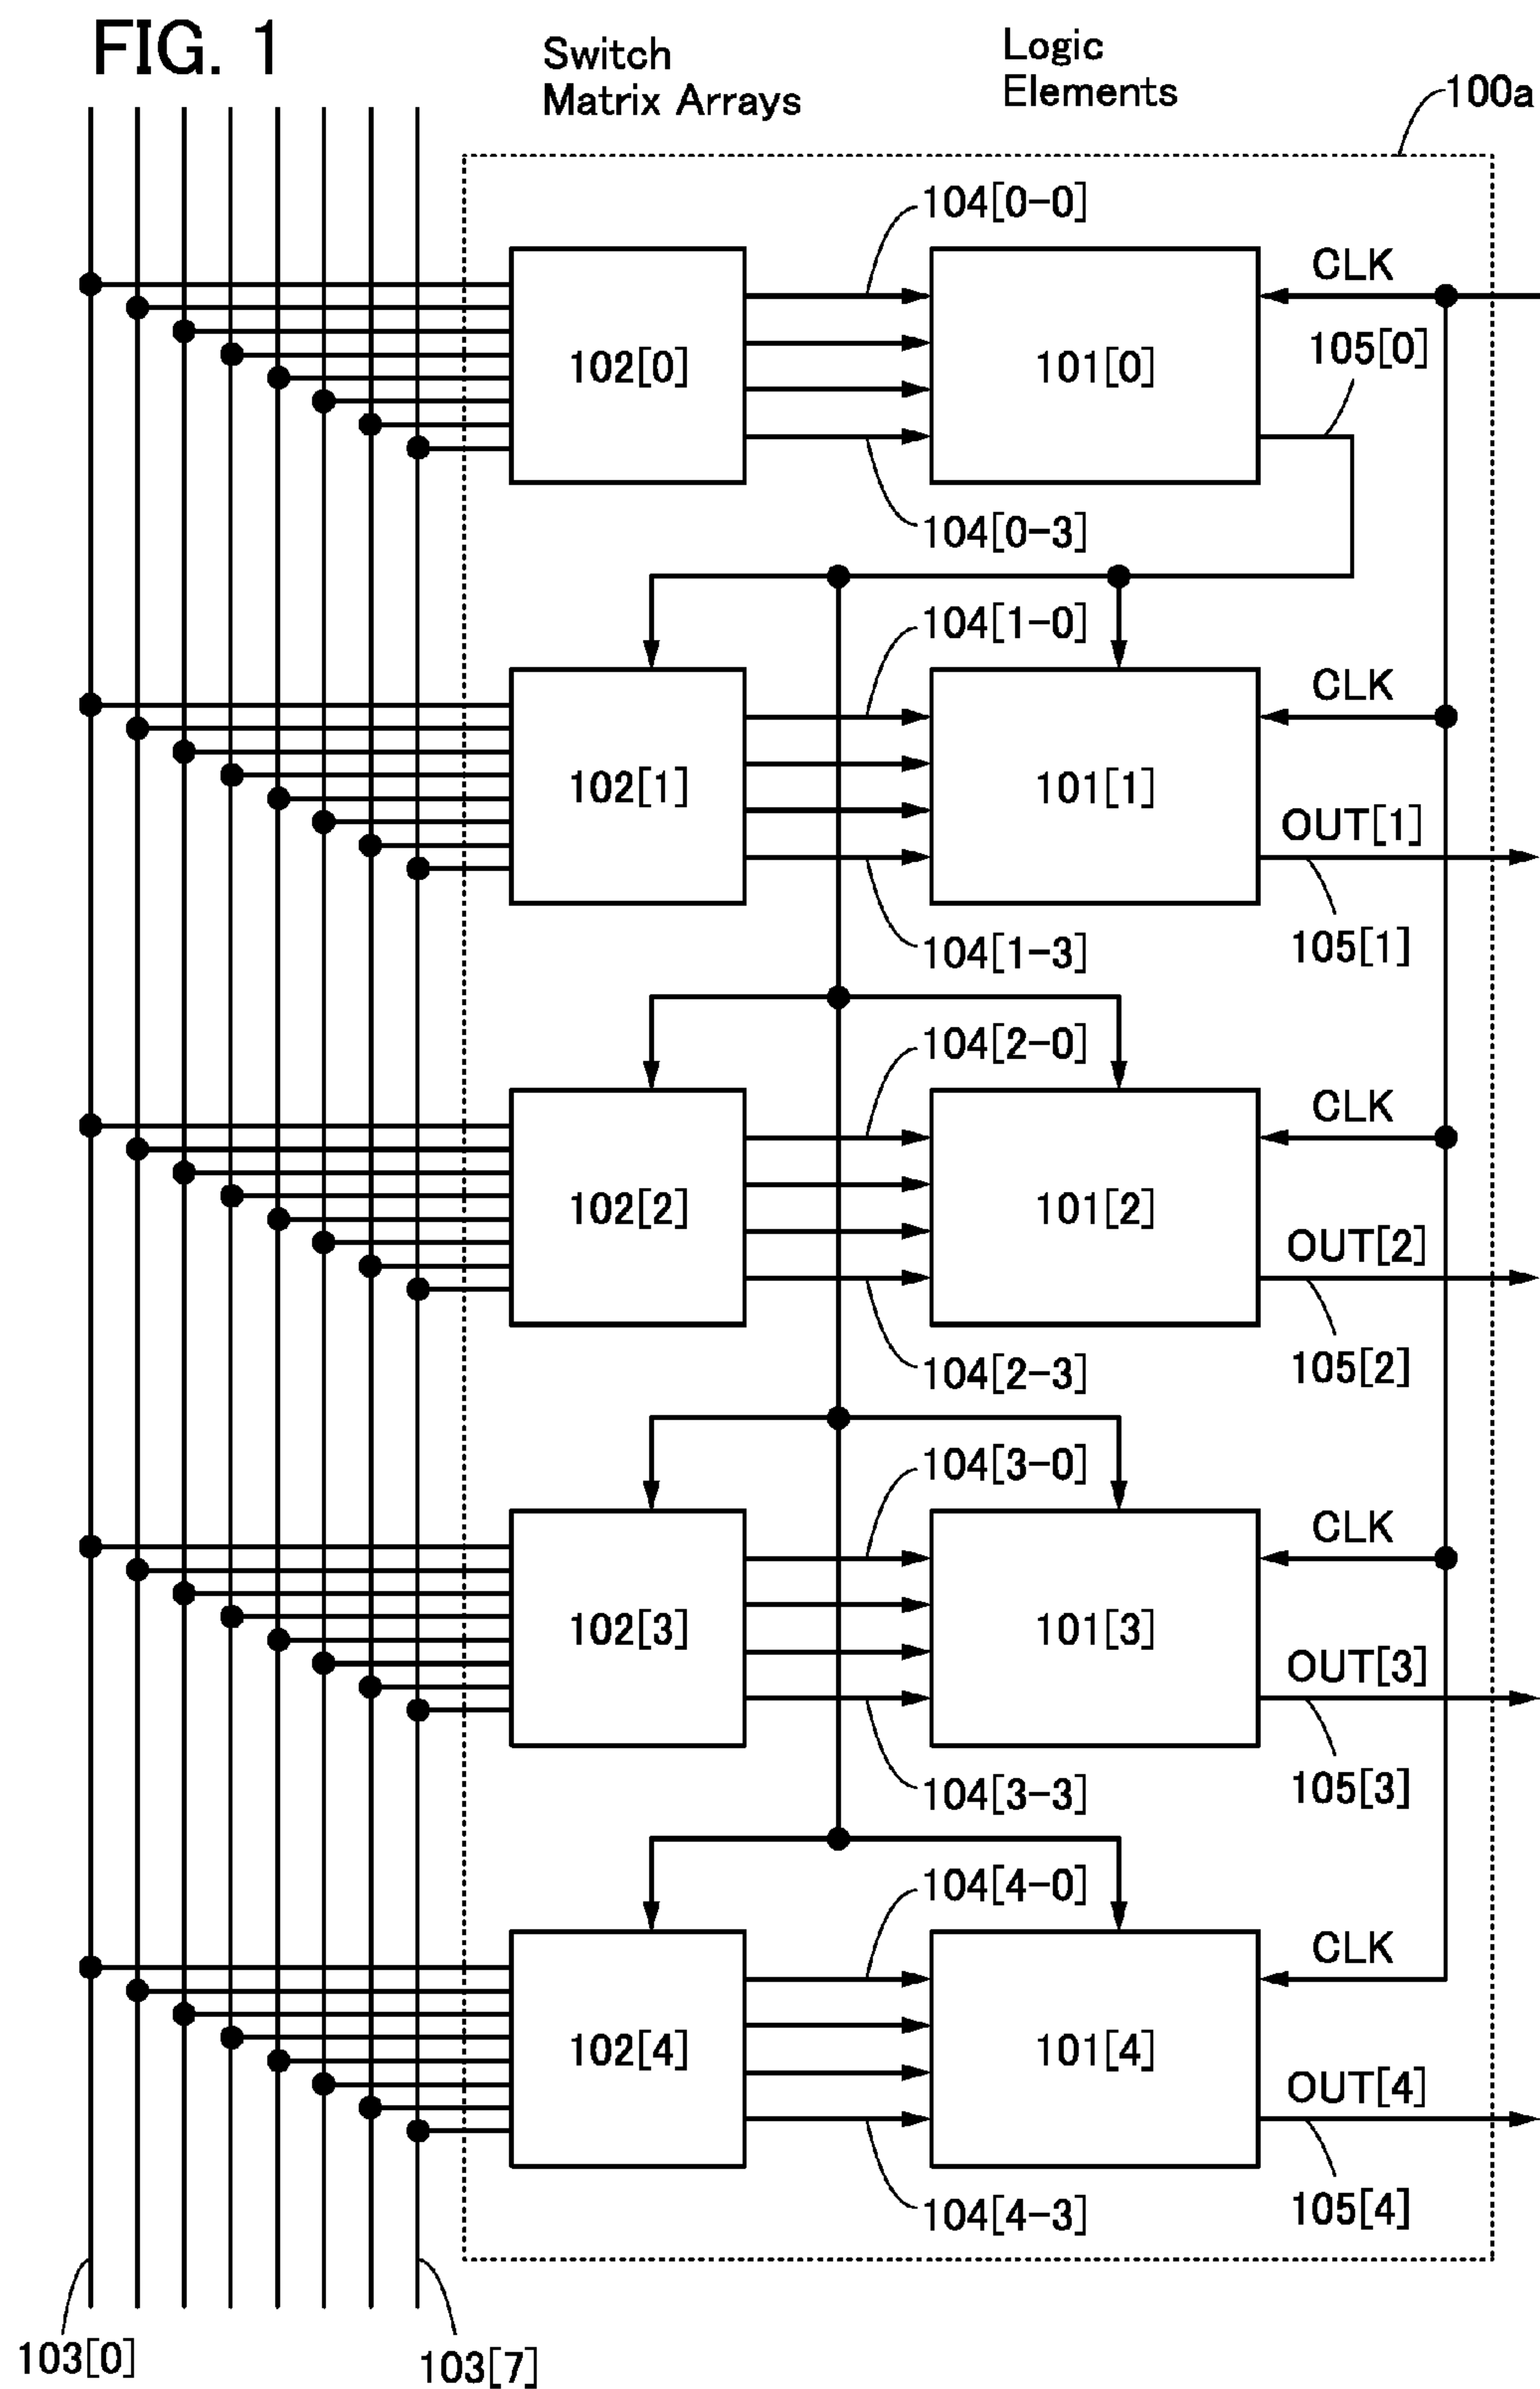 FIG. 1
Switch
Matrix Arrays
Logic
Elements
100a
104[0-0]
102[0]
101[0]
CLK
105[0]
104[0-3]
104[1-0]
102[1]
101[1]
CLK
OUT[1]
104[1-3]
105[1]
104[2-0]
102[2]
101[2]
CLK
OUT[2]
104[2-3]
105[2]
104[3-0]
102[3]
101[3]
CLK
OUT[3]
104[3-3]
105[3]
104[4-0]
102[4]
101[4]
CLK
OUT[4]
104[4-3]
105[4]
103[0]
103[7]